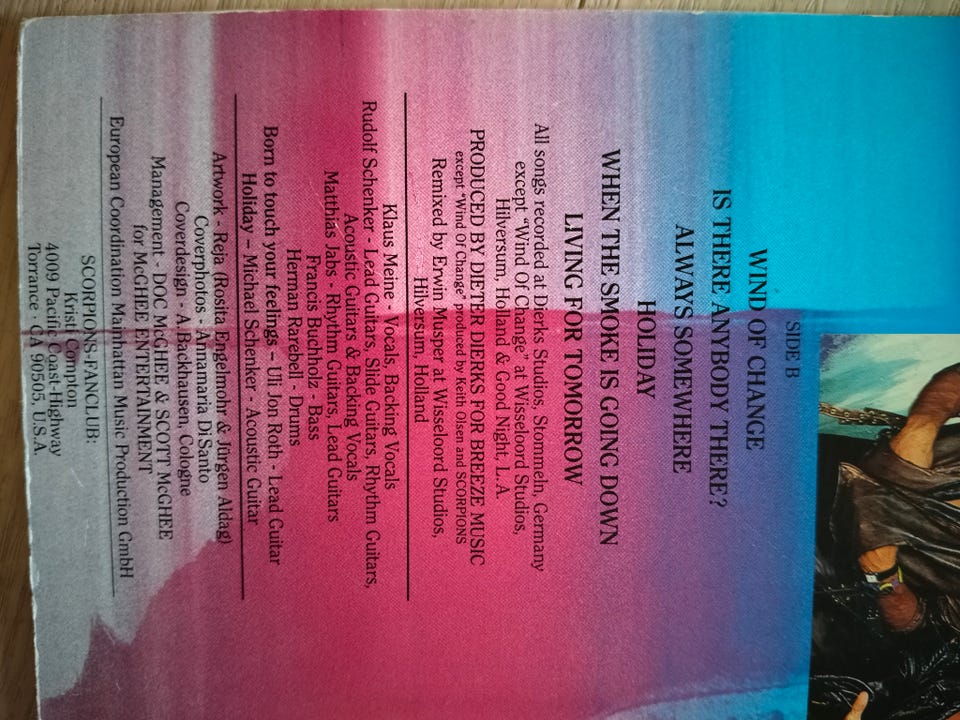 SIDE B
WIND OF CHANGE
IS THERE ANYBODY THERE?
ALWAYS SOMEWHERE
HOLIDAY
WHEN THE SMOKE IS GOING DOWN
LIVING FOR TOMORROW
All songs recorded at Dierks Studios, Stommeln, Germany
except "Wind Of Change" at Wisseloord Studios,
Hilversum, Holland & Good Night, L.A.
PRODUCED BY DIETER DIERKS FOR BREEZE MUSIC
except "Wind Of Change" produced by Keith Olsen and SCORPIONS
Remixed by Erwin Musper at Wisseloord Studios,
Hilversum, Holland
Klaus Meine - Vocals, Backing Vocals
Rudolf Schenker - Lead Guitars, Slide Guitars, Rhythm Guitars,
Acoustic Guitars & Backing Vocals
Matthias Jabs - Rhythm Guitars, Lead Guitars
Francis Buchholz - Bass
Herman Rarebell - Drums
Born to touch your feelings – Uli Jon Roth - Lead Guitar
Holiday – Michael Schenker - Acoustic Guitar
Artwork - Reja (Rosita Engelmohr & Jürgen Aldag)
Coverphotos - Annamaria DiSanto
Coverdesign - A.Backhausen, Cologne
Management - DOC McGHEE & SCOTT McGHEE
for McGHEE ENTERTAINMENT
European Coordination Mainhattan Music Production GmbH
SCORPIONS-FANCLUB:
Kristi Compton
4009 Pacific Coast-Highway
Torrance · CA 90505, U.S.A.